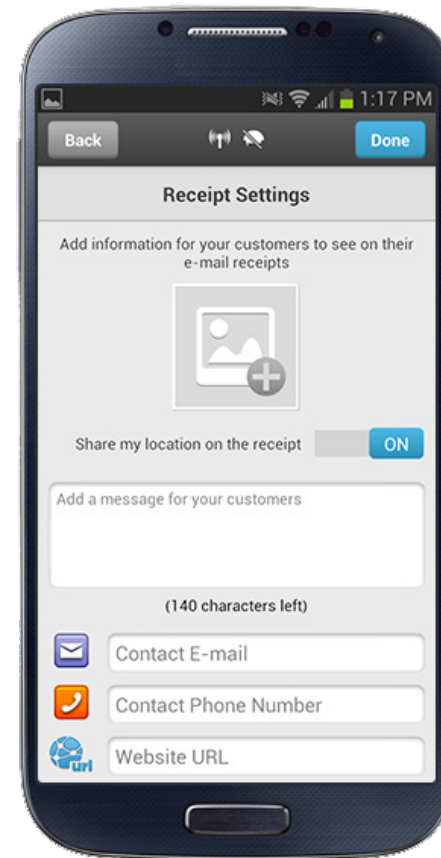 1:17 PM
Back
Done
Receipt Settings
Add information for your customers to see on their
e-mail receipts
Share my location on the receipt
ON
Add a message for your customers
(140 characters left)
Contact E-mail
Contact Phone Number
url
Website URL